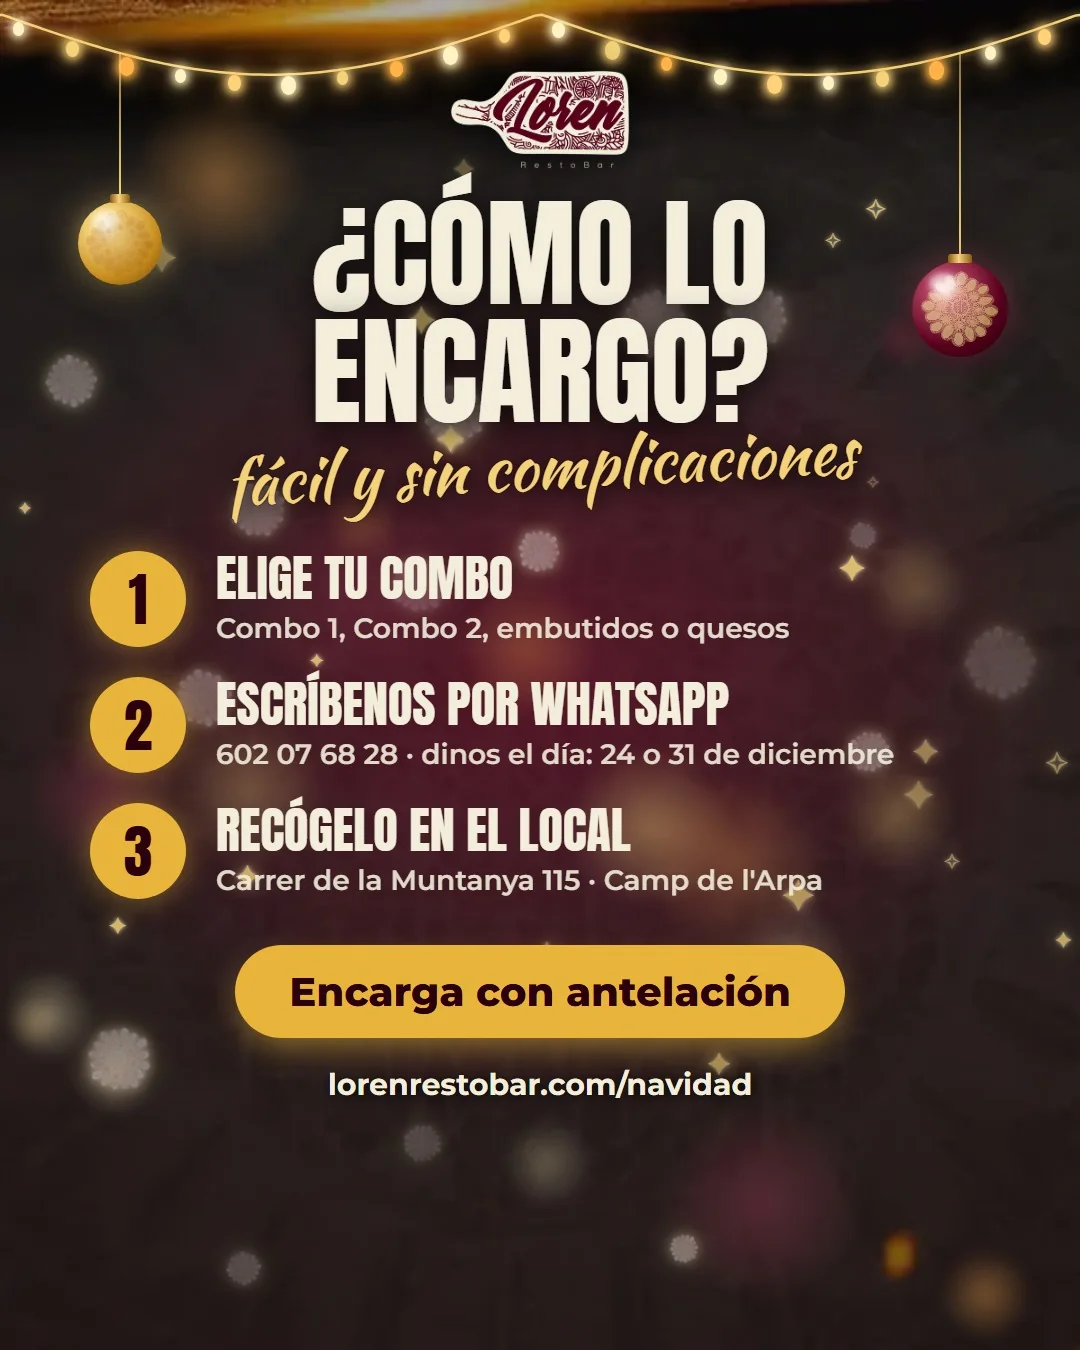 Loren
RestoBar
¿CÓMO LO
ENCARGO?
fácil y sin complicaciones
1
ELIGE TU COMBO
Combo 1, Combo 2, embutidos o quesos
2
ESCRÍBENOS POR WHATSAPP
602 07 68 28 · dinos el día: 24 o 31 de diciembre
3
RECÓGELO EN EL LOCAL
Carrer de la Muntanya 115 · Camp de l'Arpa
Encarga con antelación
lorenrestobar.com/navidad